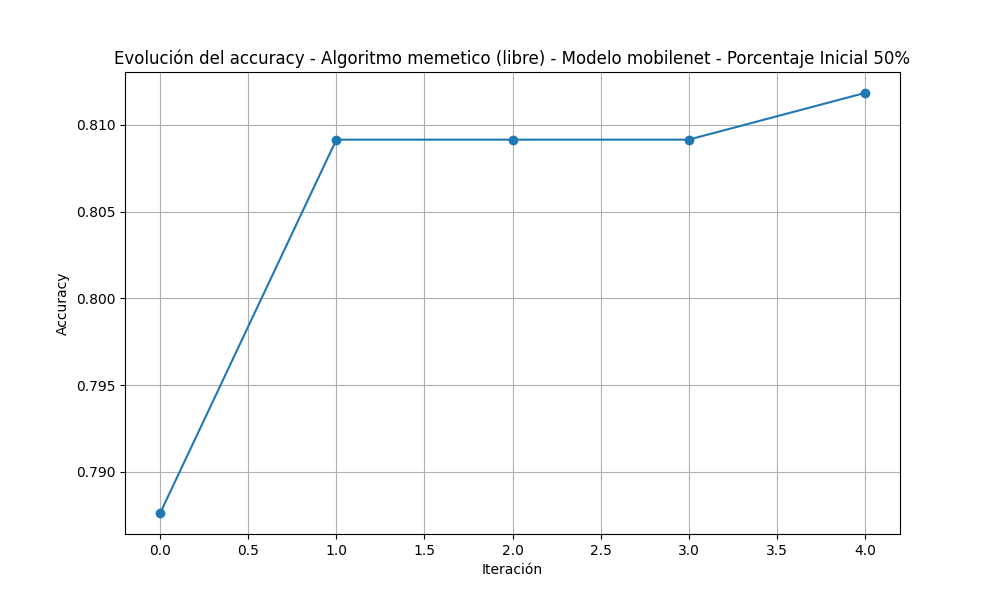 Evolución del accuracy - Algoritmo memetico (libre) - Modelo mobilenet - Porcentaje Inicial 50%
0.810
0.805
0.800
0.795
0.790
Accuracy
0.0 0.5 1.0 1.5 2.0 2.5 3.0 3.5 4.0
Iteración